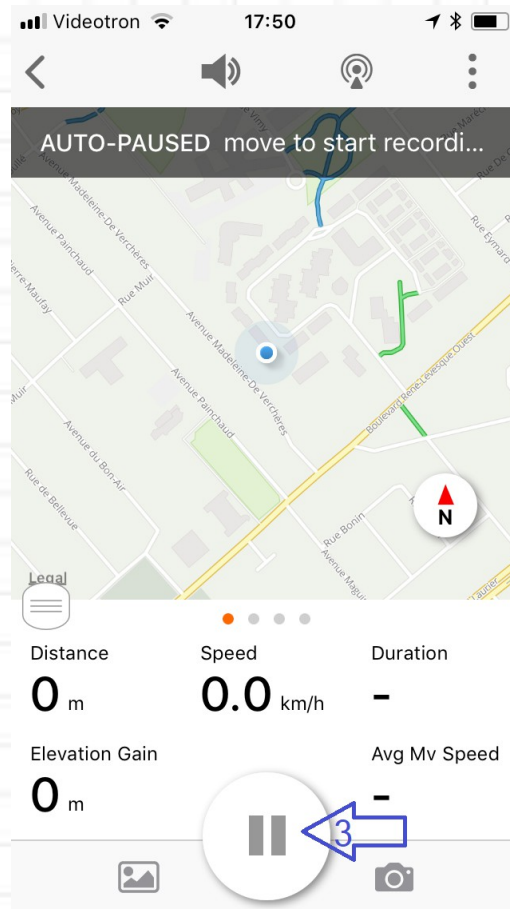 Videotron 17:50
AUTO-PAUSED move to start recordi...
Avenue Madeleine-De Verchères
Avenue Painchaud
Rue Muir
Avenue Madeleine-De Verchères
Avenue Painchaud
Avenue du Bon-Air
Rue de Bellevue
Boulevard René-Lévesque Ouest
Rue Eymard
Rue Bonin
N
Legal
Distance Speed Duration
0 m 0.0 km/h -
Elevation Gain Avg Mv Speed
0 m -
3